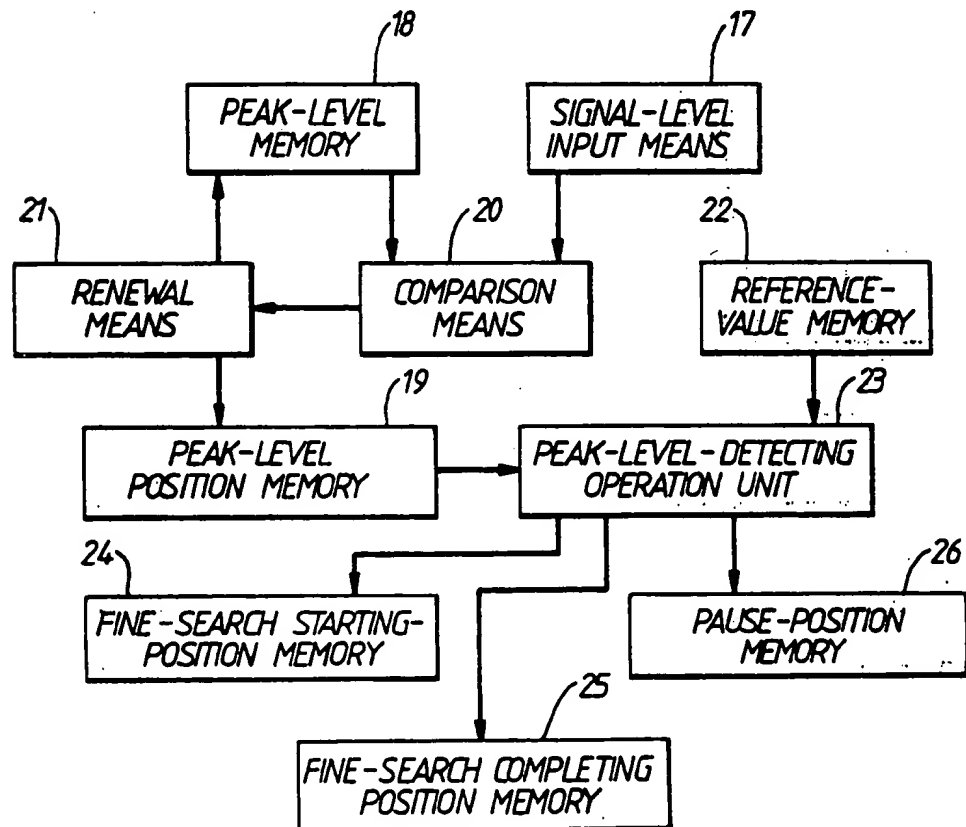 18
17
PEAK-LEVEL
MEMORY
SIGNAL-LEVEL
INPUT MEANS
21
20
22
RENEWAL
MEANS
COMPARISON
MEANS
REFERENCE-
VALUE MEMORY
19
23
PEAK-LEVEL
POSITION MEMORY
PEAK-LEVEL-DETECTING
OPERATION UNIT
24
26
FINE-SEARCH STARTING-
POSITION MEMORY
PAUSE-POSITION
MEMORY
25
FINE-SEARCH COMPLETING
POSITION MEMORY